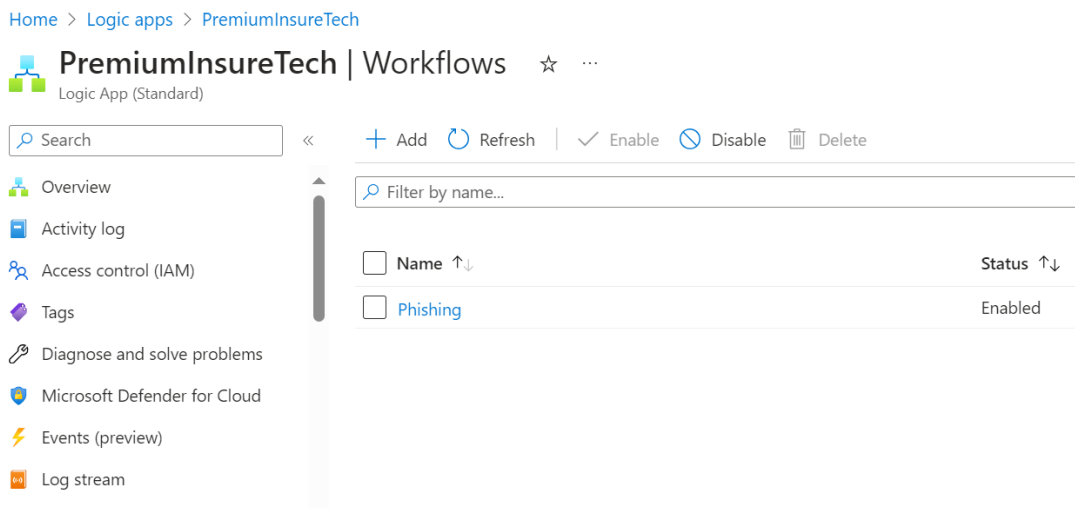 Home > Logic apps > PremiumInsureTech
PremiumInsureTech | Workflows
Logic App (Standard)
Search
Overview
Activity log
Access control (IAM)
Tags
Diagnose and solve problems
Microsoft Defender for Cloud
Events (preview)
Log stream
Add Refresh Enable Disable Delete
Filter by name...
Name Status
Phishing Enabled